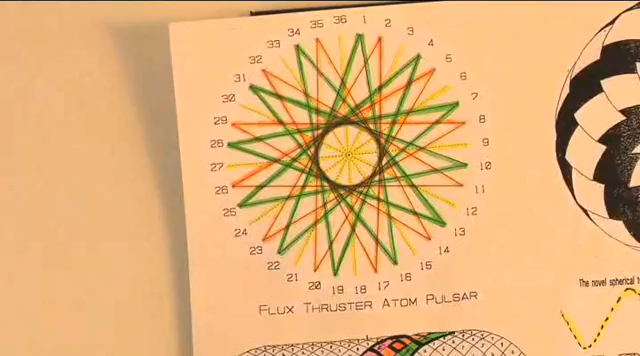 36 1 2 3 4 5 6 7 8 9 10 11 12 13 14 15 16 17 18 19 20 21 22 23 24 25 26 27 28 29 30 31 32 33 34 35
FLUX THRUSTER ATOM PULSAR
The novel spherical